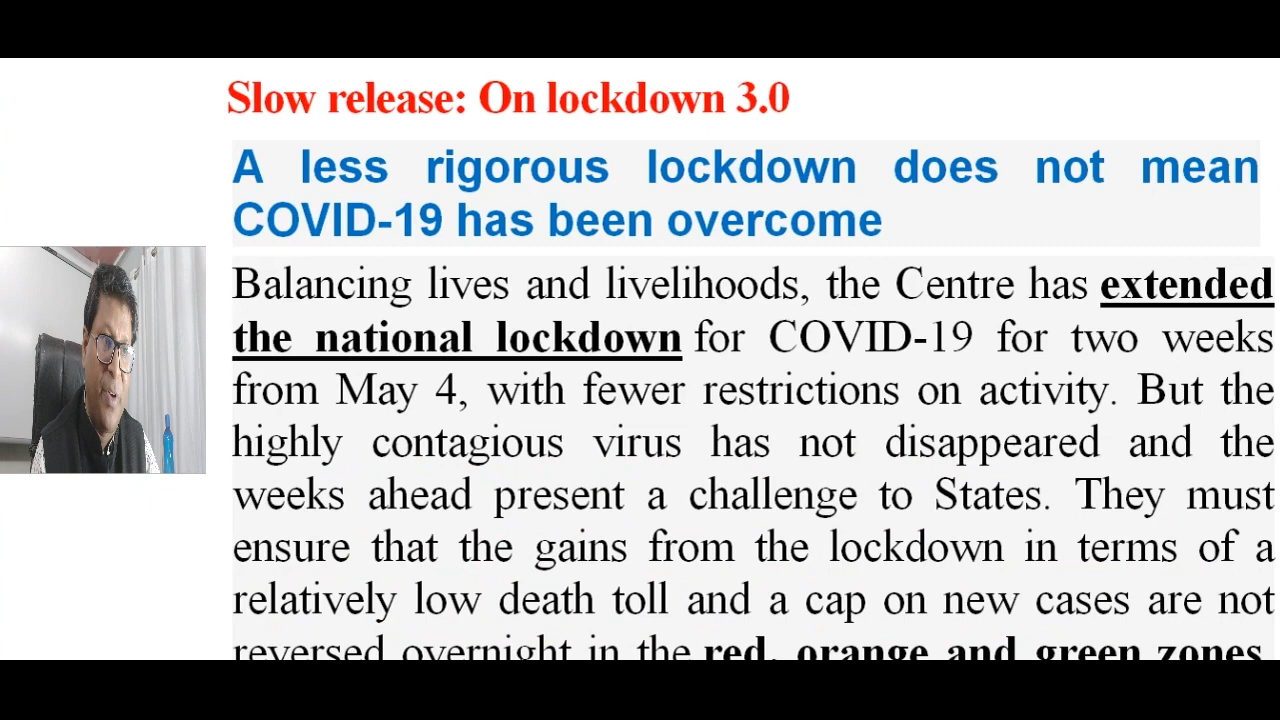 Slow release: On lockdown 3.0
A less rigorous lockdown does not mean
COVID-19 has been overcome
Balancing lives and livelihoods, the Centre has extended
the national lockdown for COVID-19 for two weeks
from May 4, with fewer restrictions on activity. But the
highly contagious virus has not disappeared and the
weeks ahead present a challenge to States. They must
ensure that the gains from the lockdown in terms of a
relatively low death toll and a cap on new cases are not
reversed overnight in the red, orange and green zones.